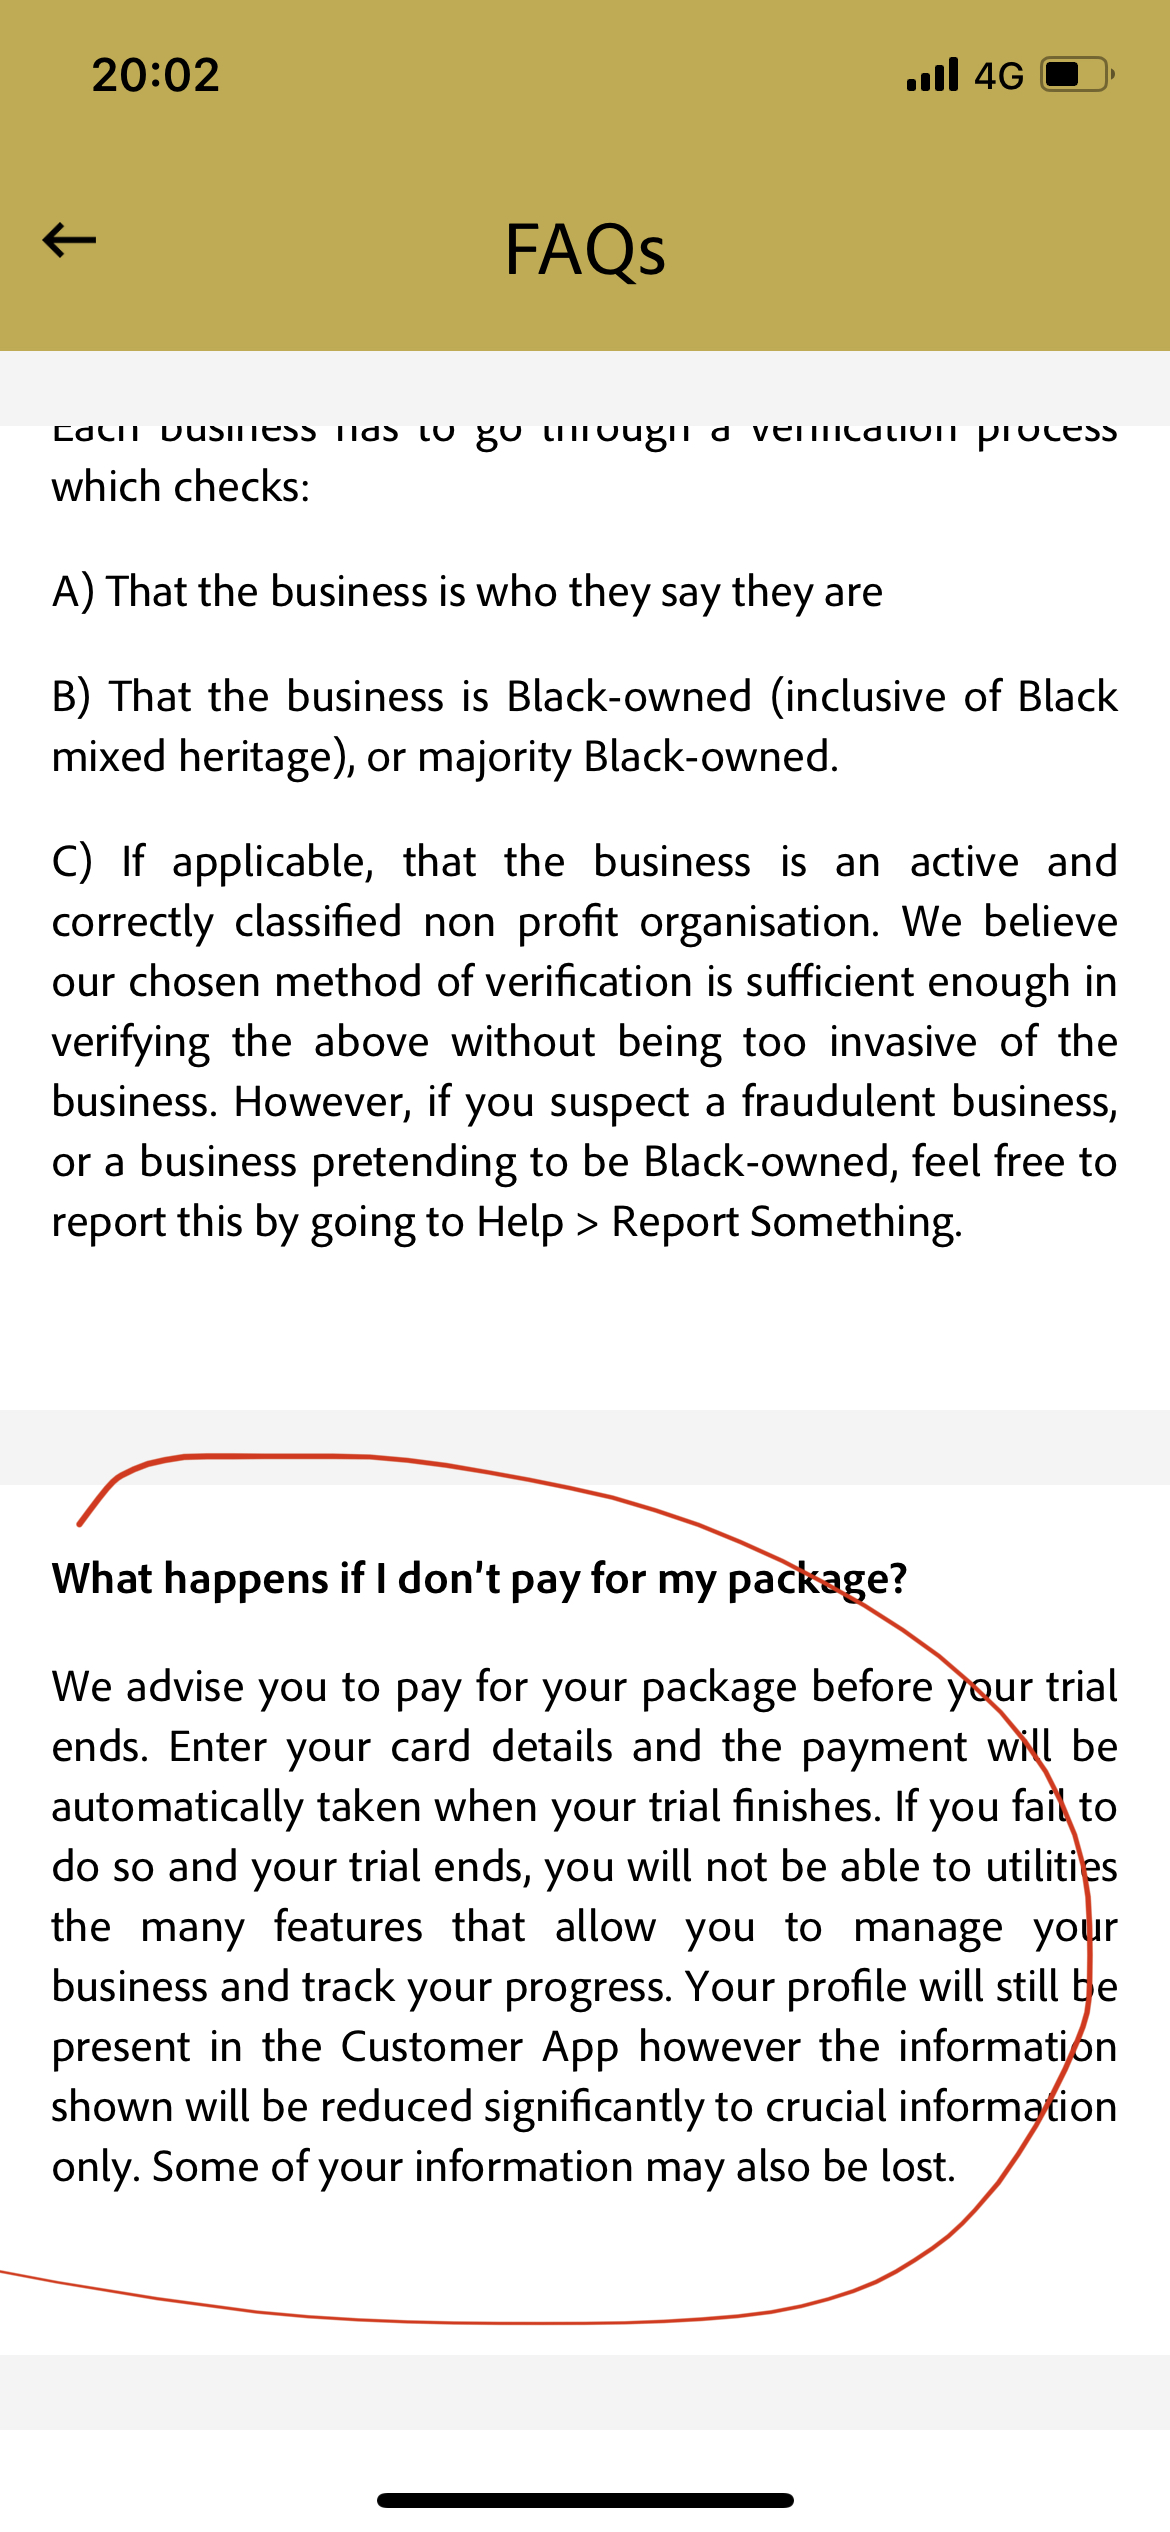 20:02
4G
FAQs
Each business has to go through a verification process
which checks:
A) That the business is who they say they are
B) That the business is Black-owned (inclusive of Black
mixed heritage), or majority Black-owned.
C) If applicable, that the business is an active and
correctly classified non profit organisation. We believe
our chosen method of verification is sufficient enough in
verifying the above without being too invasive of the
business. However, if you suspect a fraudulent business,
or a business pretending to be Black-owned, feel free to
report this by going to Help > Report Something.
What happens if I don't pay for my package?
We advise you to pay for your package before your trial
ends. Enter your card details and the payment will be
automatically taken when your trial finishes. If you fail to
do so and your trial ends, you will not be able to utilities
the many features that allow you to manage your
business and track your progress. Your profile will still be
present in the Customer App however the information
shown will be reduced significantly to crucial information
only. Some of your information may also be lost.